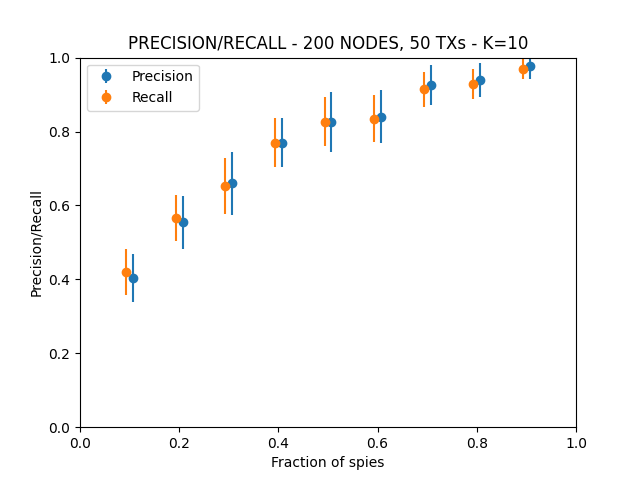 PRECISION/RECALL - 200 NODES, 50 TXs - K=10
Precision
Recall
1.0
0.8
0.6
0.4
0.2
0.0
Precision/Recall
0.0 0.2 0.4 0.6 0.8 1.0
Fraction of spies